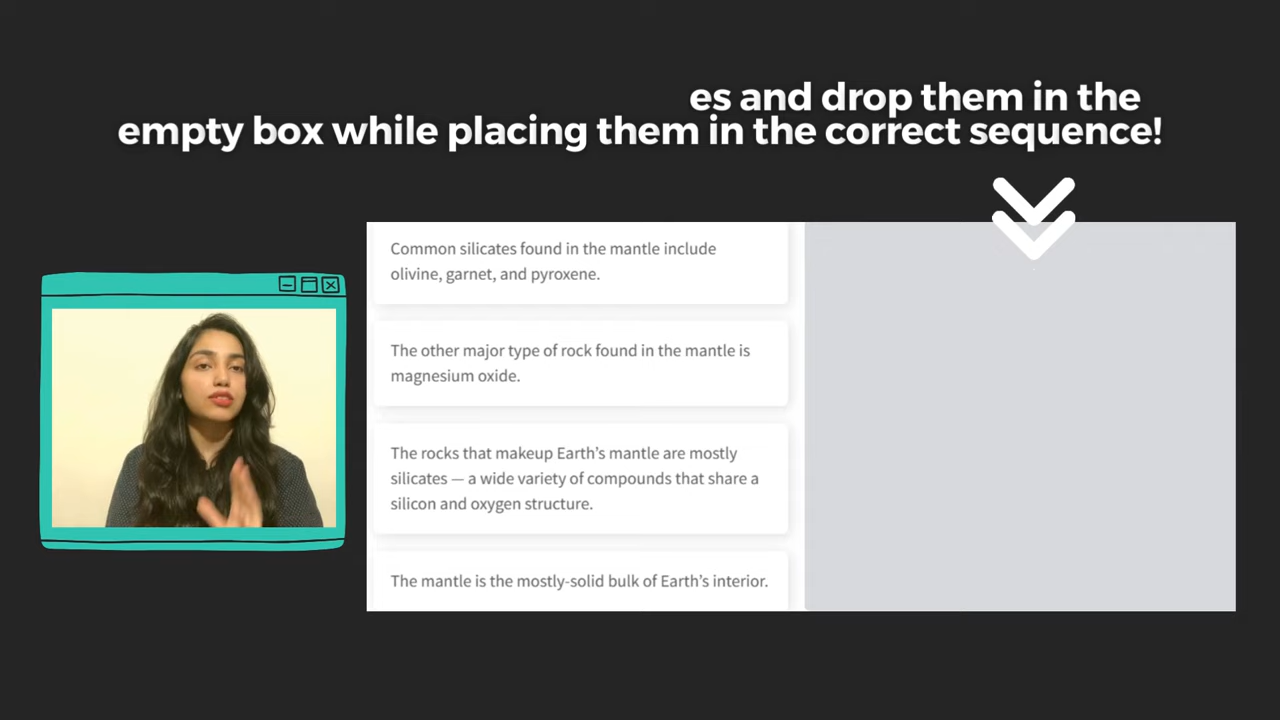 es and drop them in the
empty box while placing them in the correct sequence!
Common silicates found in the mantle include
olivine, garnet, and pyroxene.
The other major type of rock found in the mantle is
magnesium oxide.
The rocks that makeup Earth’s mantle are mostly
silicates — a wide variety of compounds that share a
silicon and oxygen structure.
The mantle is the mostly-solid bulk of Earth’s interior.